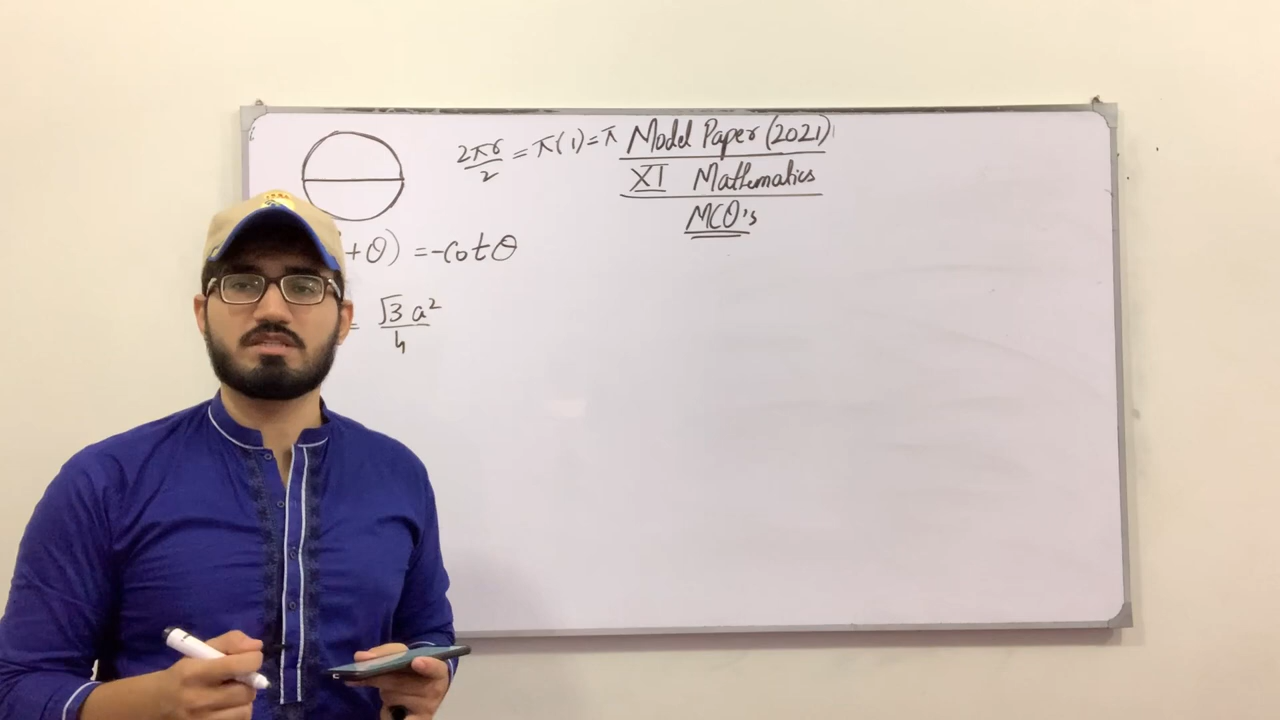 2πr/2 = π(1) = π
Model Paper (2021)
XI Mathematics
MCQ's
+θ) = -cotθ
= √3 a²/4